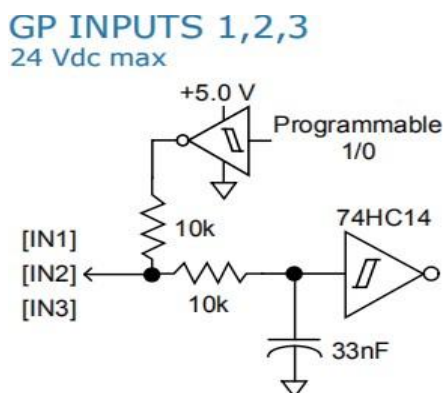 GP INPUTS 1,2,3
24 Vdc max
+5.0 V
Programmable
1/0
74HC14
10k
[IN1]
[IN2]
[IN3]
10k
33nF